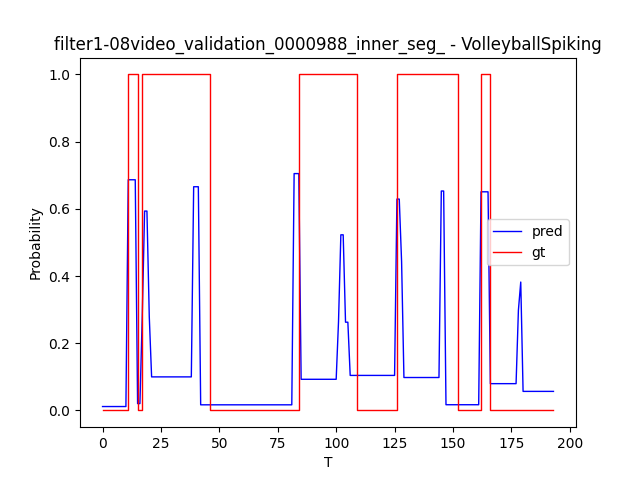 filter1-08video_validation_0000988_inner_seg_ - VolleyballSpiking
1.0
0.8
0.6
0.4
0.2
0.0
Probability
pred
gt
0 25 50 75 100 125 150 175 200
T